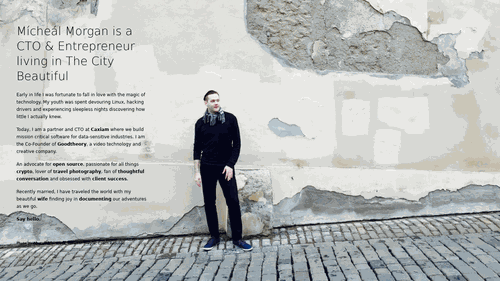 Mícheál Morgan is a
CTO & Entrepreneur
living in The City
Beautiful
Early in life I was fortunate to fall in love with the magic of
technology. My youth was spent devouring Linux, hacking
drivers and experiencing sleepless nights discovering how
little I actually knew.
Today, I am a partner and CTO at Caxiam where we build
mission critical software for data-sensitive industries. I am
the Co-Founder of Goodtheory, a video technology and
creative company.
An advocate for open source, passionate for all things
crypto, lover of travel photography, fan of thoughtful
conversation and obsessed with client success.
Recently married, I have traveled the world with my
beautiful wife finding joy in documenting our adventures
as we go.
Say hello.